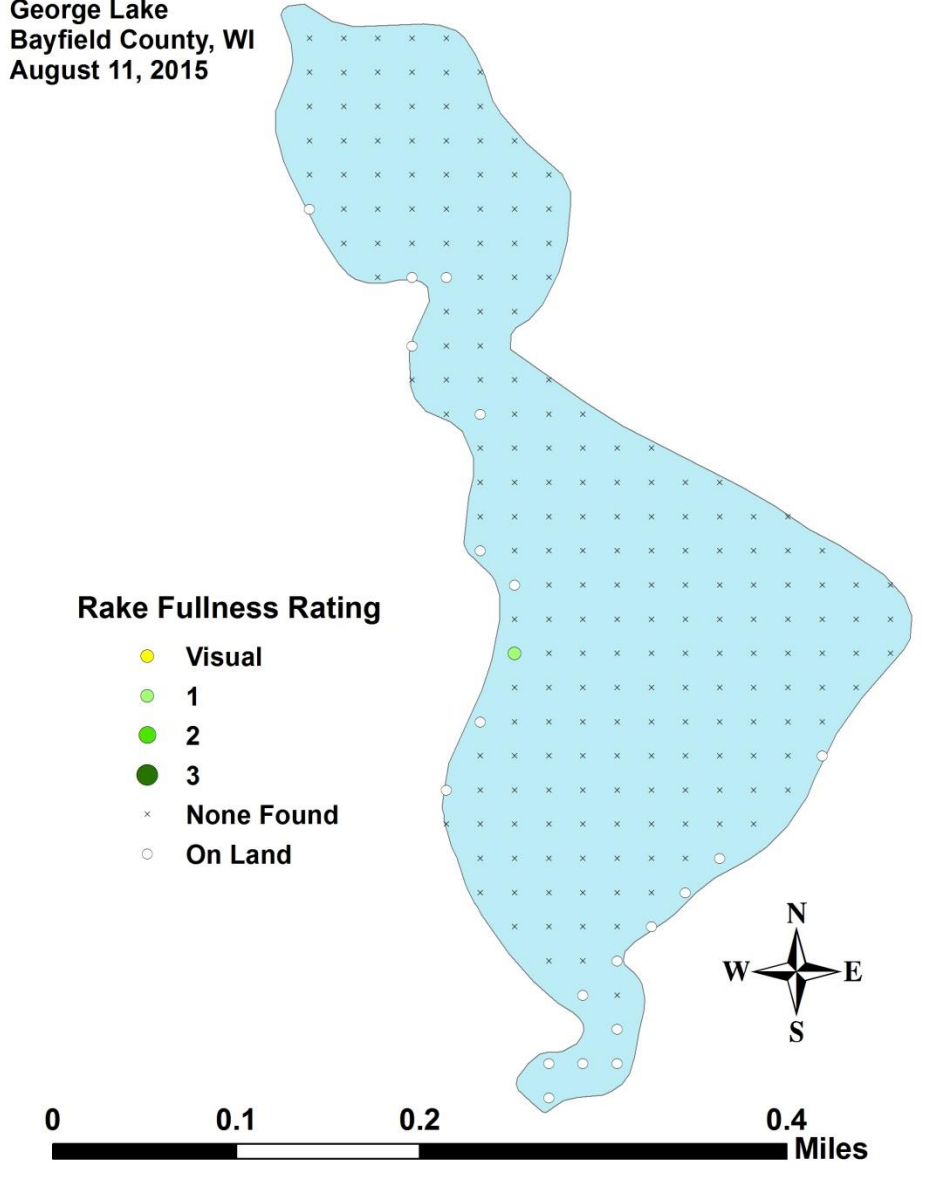 George Lake
Bayfield County, WI
August 11, 2015
Rake Fullness Rating
Visual
1
2
3
None Found
On Land
N
W E
S
0 0.1 0.2 0.4
Miles